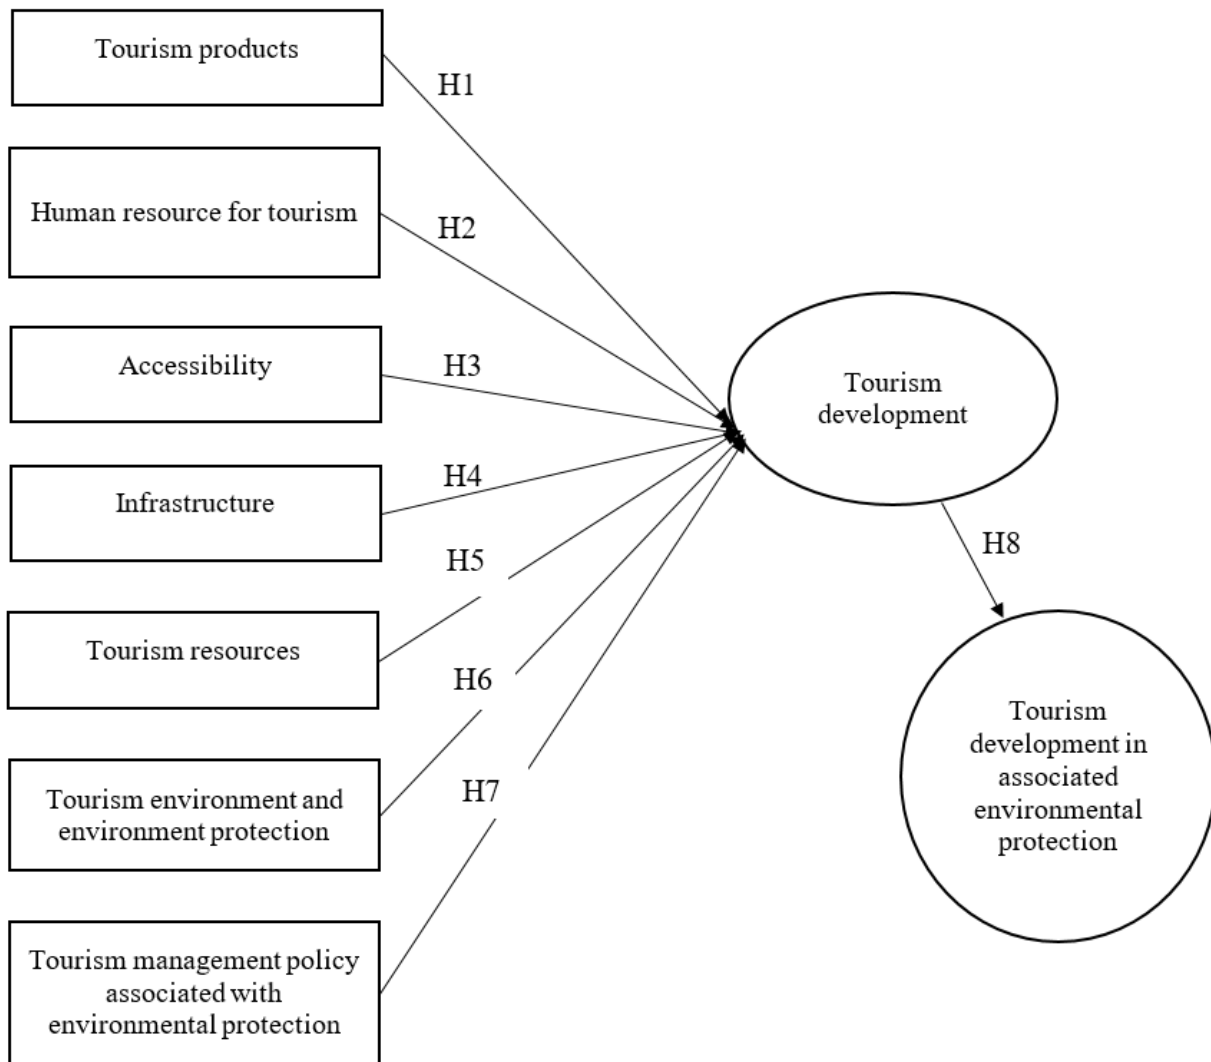 Tourism products
H1
Human resource for tourism
H2
Accessibility
H3
Infrastructure
H4
Tourism resources
H5
Tourism environment and
environment protection
H6
Tourism management policy
associated with
environmental protection
H7
Tourism
development
H8
Tourism
development in
associated
environmental
protection